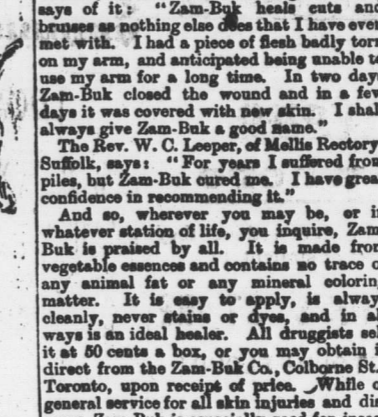 says of it: "Zam-Buk heals cuts and
bruises as nothing else does that I have ever
met with. I had a piece of flesh badly torn
on my arm, and anticipated being unable to
use my arm for a long time. In two days
Zam-Buk closed the wound and in a few
days it was covered with new skin. I shal
always give Zam-Buk a good name."
The Rev. W. C. Leeper, of Mellis Rectory
Suffolk, says: "For years I suffered from
piles, but Zam-Buk cured me. I have grea
confidence in recommending it."
And so, wherever you may be, or in
whatever station of life, you inquire, Zam
Buk is praised by all. It is made from
vegetable essences and contains no trace o
any animal fat or any mineral colorin
matter. It is easy to apply, is alway
cleanly, never stains or dyes, and in al
ways is an ideal healer. All druggists sel
it at 50 cents a box, or you may obtain i
direct from the Zam-Buk Co., Colborne St.
Toronto, upon receipt of price. While o
general service for all skin injuries and dis